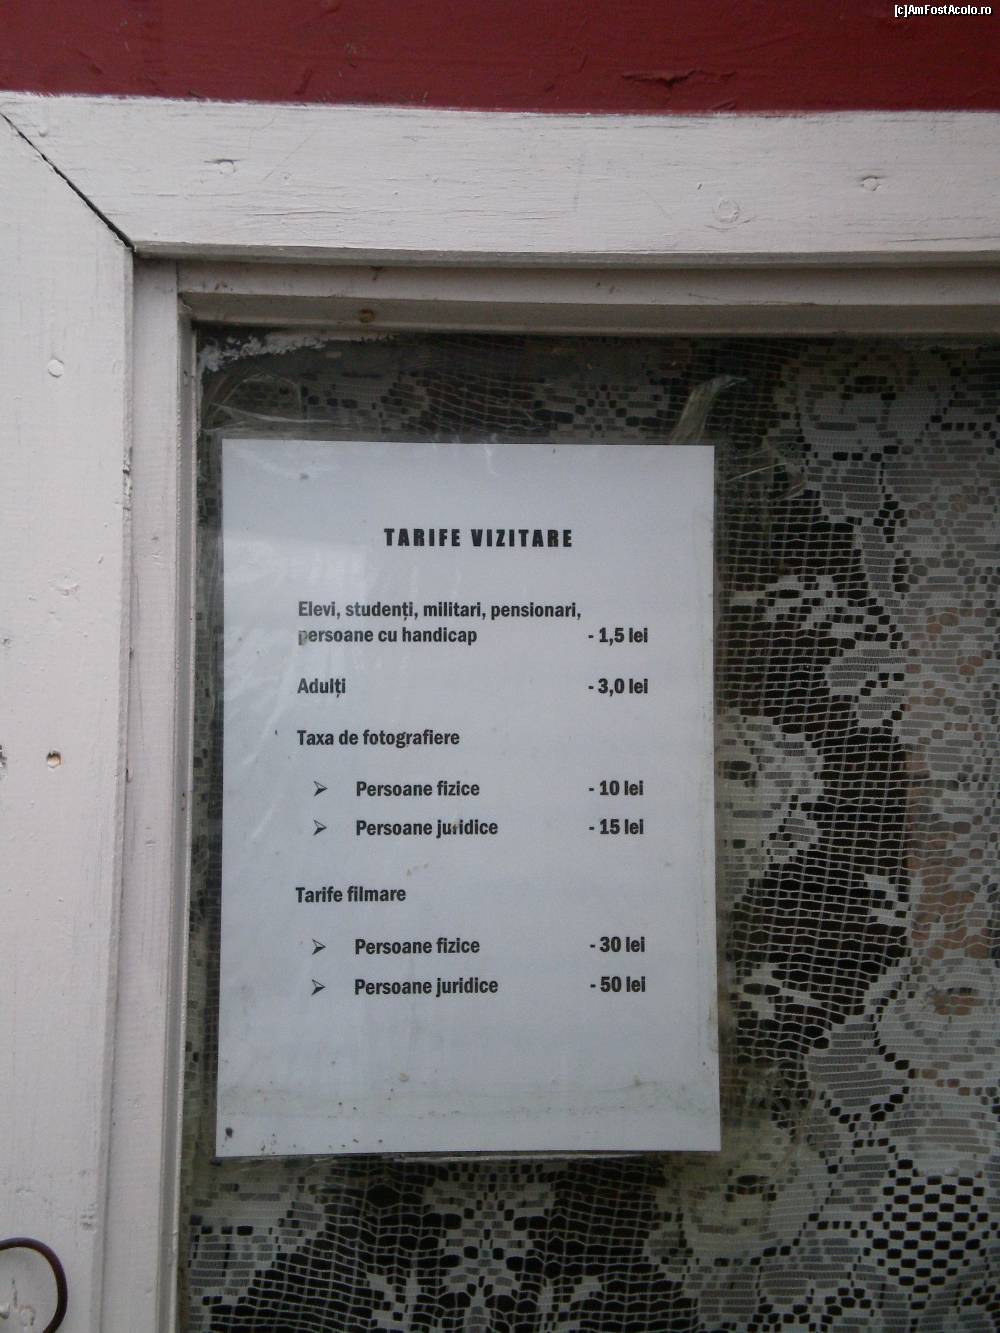 [c]AmFostAcolo.ro
TARIFE VIZITARE
Elevi, studenți, militari, pensionari,
persoane cu handicap - 1,5 lei
Adulți - 3,0 lei
Taxa de fotografiere
Persoane fizice - 10 lei
Persoane juridice - 15 lei
Tarife filmare
Persoane fizice - 30 lei
Persoane juridice - 50 lei